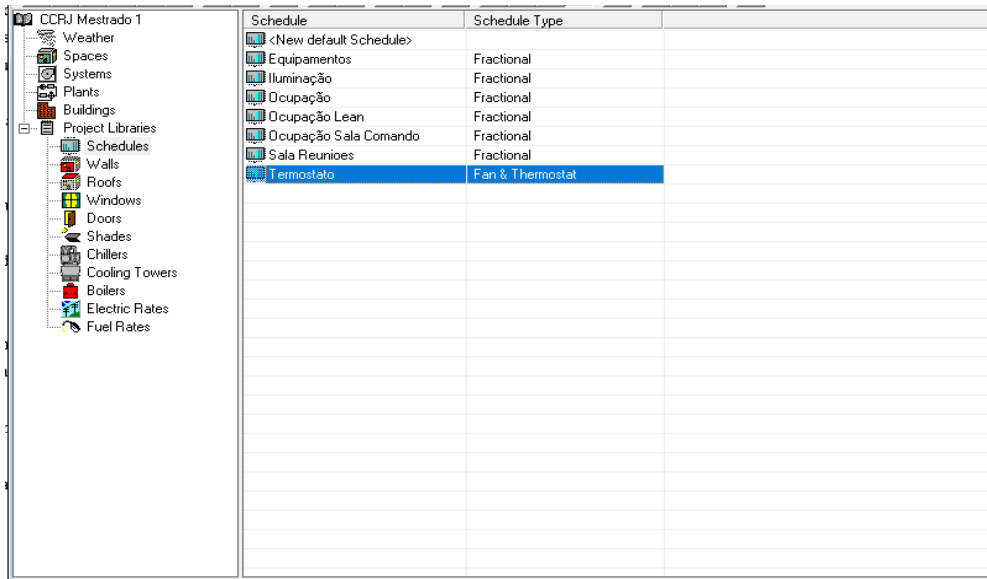 CCRJ Mestrado 1
Weather
Spaces
Systems
Plants
Buildings
Project Libraries
Schedules
Walls
Roofs
Windows
Doors
Shades
Chillers
Cooling Towers
Boilers
Electric Rates
Fuel Rates
Schedule Schedule Type
<New default Schedule>
Equipamentos Fractional
Iluminação Fractional
Ocupação Fractional
Ocupação Lean Fractional
Ocupação Sala Comando Fractional
Sala Reunioes Fractional
Termostato Fan & Thermostat